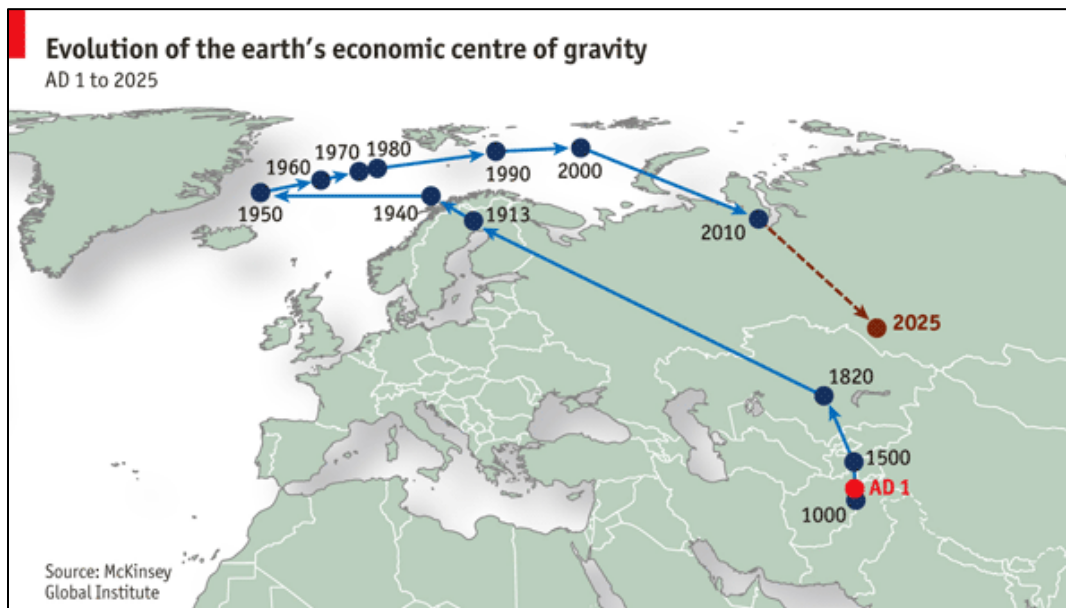 Evolution of the earth's economic centre of gravity
AD 1 to 2025
1980
1970
1960
1990
2000
1950
1940
1913
2010
2025
1820
1500
AD 1
1000
Source: McKinsey
Global Institute